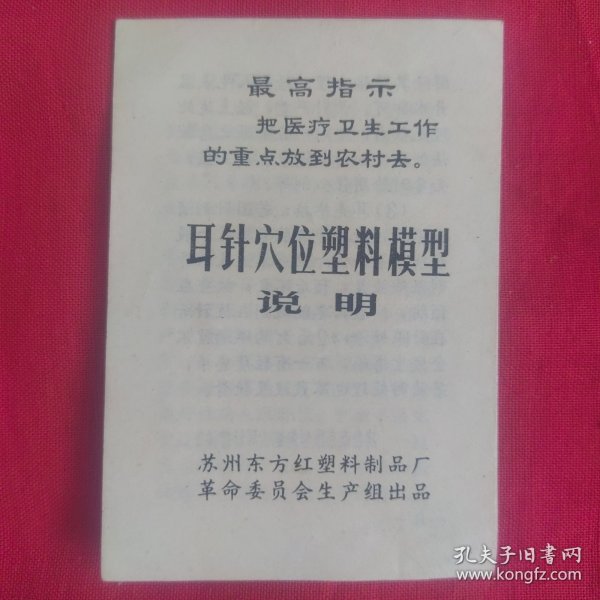 最高指示
把医疗卫生工作
的重点放到农村去。
耳针穴位塑料模型
说明
苏州东方红塑料制品厂
革命委员会生产组出品
孔夫子旧书网
www.kongfz.com